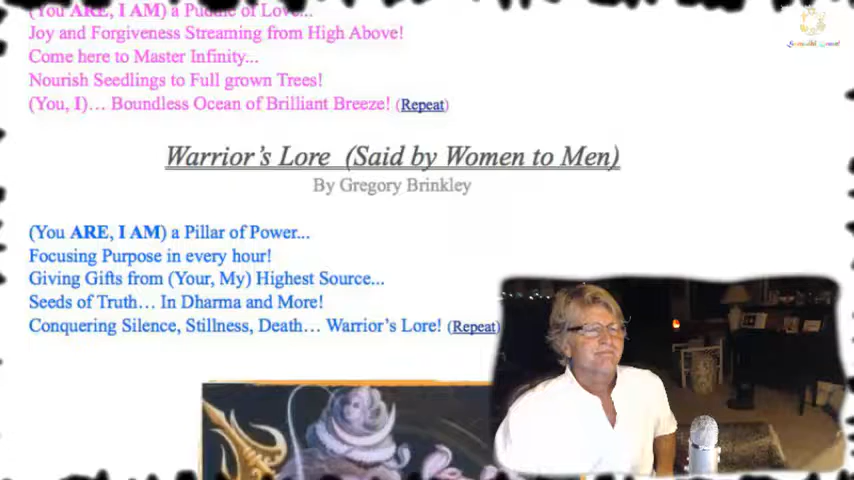 (You ARE, I AM) a Puddle of Love...
Joy and Forgiveness Streaming from High Above!
Come here to Master Infinity...
Nourish Seedlings to Full grown Trees!
(You, I)... Boundless Ocean of Brilliant Breeze! (Repeat)
Warrior's Lore (Said by Women to Men)
By Gregory Brinkley
(You ARE, I AM) a Pillar of Power...
Focusing Purpose in every hour!
Giving Gifts from (Your, My) Highest Source...
Seeds of Truth... In Dharma and More!
Conquering Silence, Stillness, Death... Warrior's Lore! (Repeat)